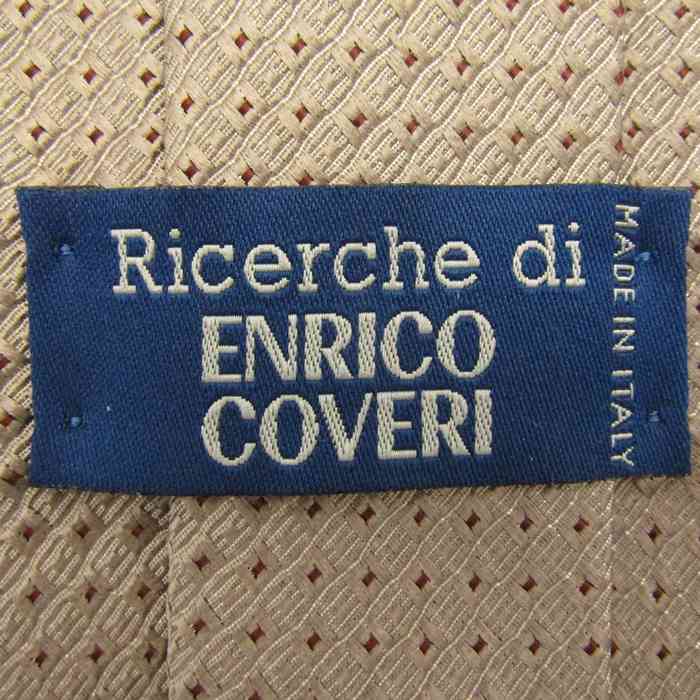 Ricerche di
ENRICO
COVERI
MADE IN ITALY